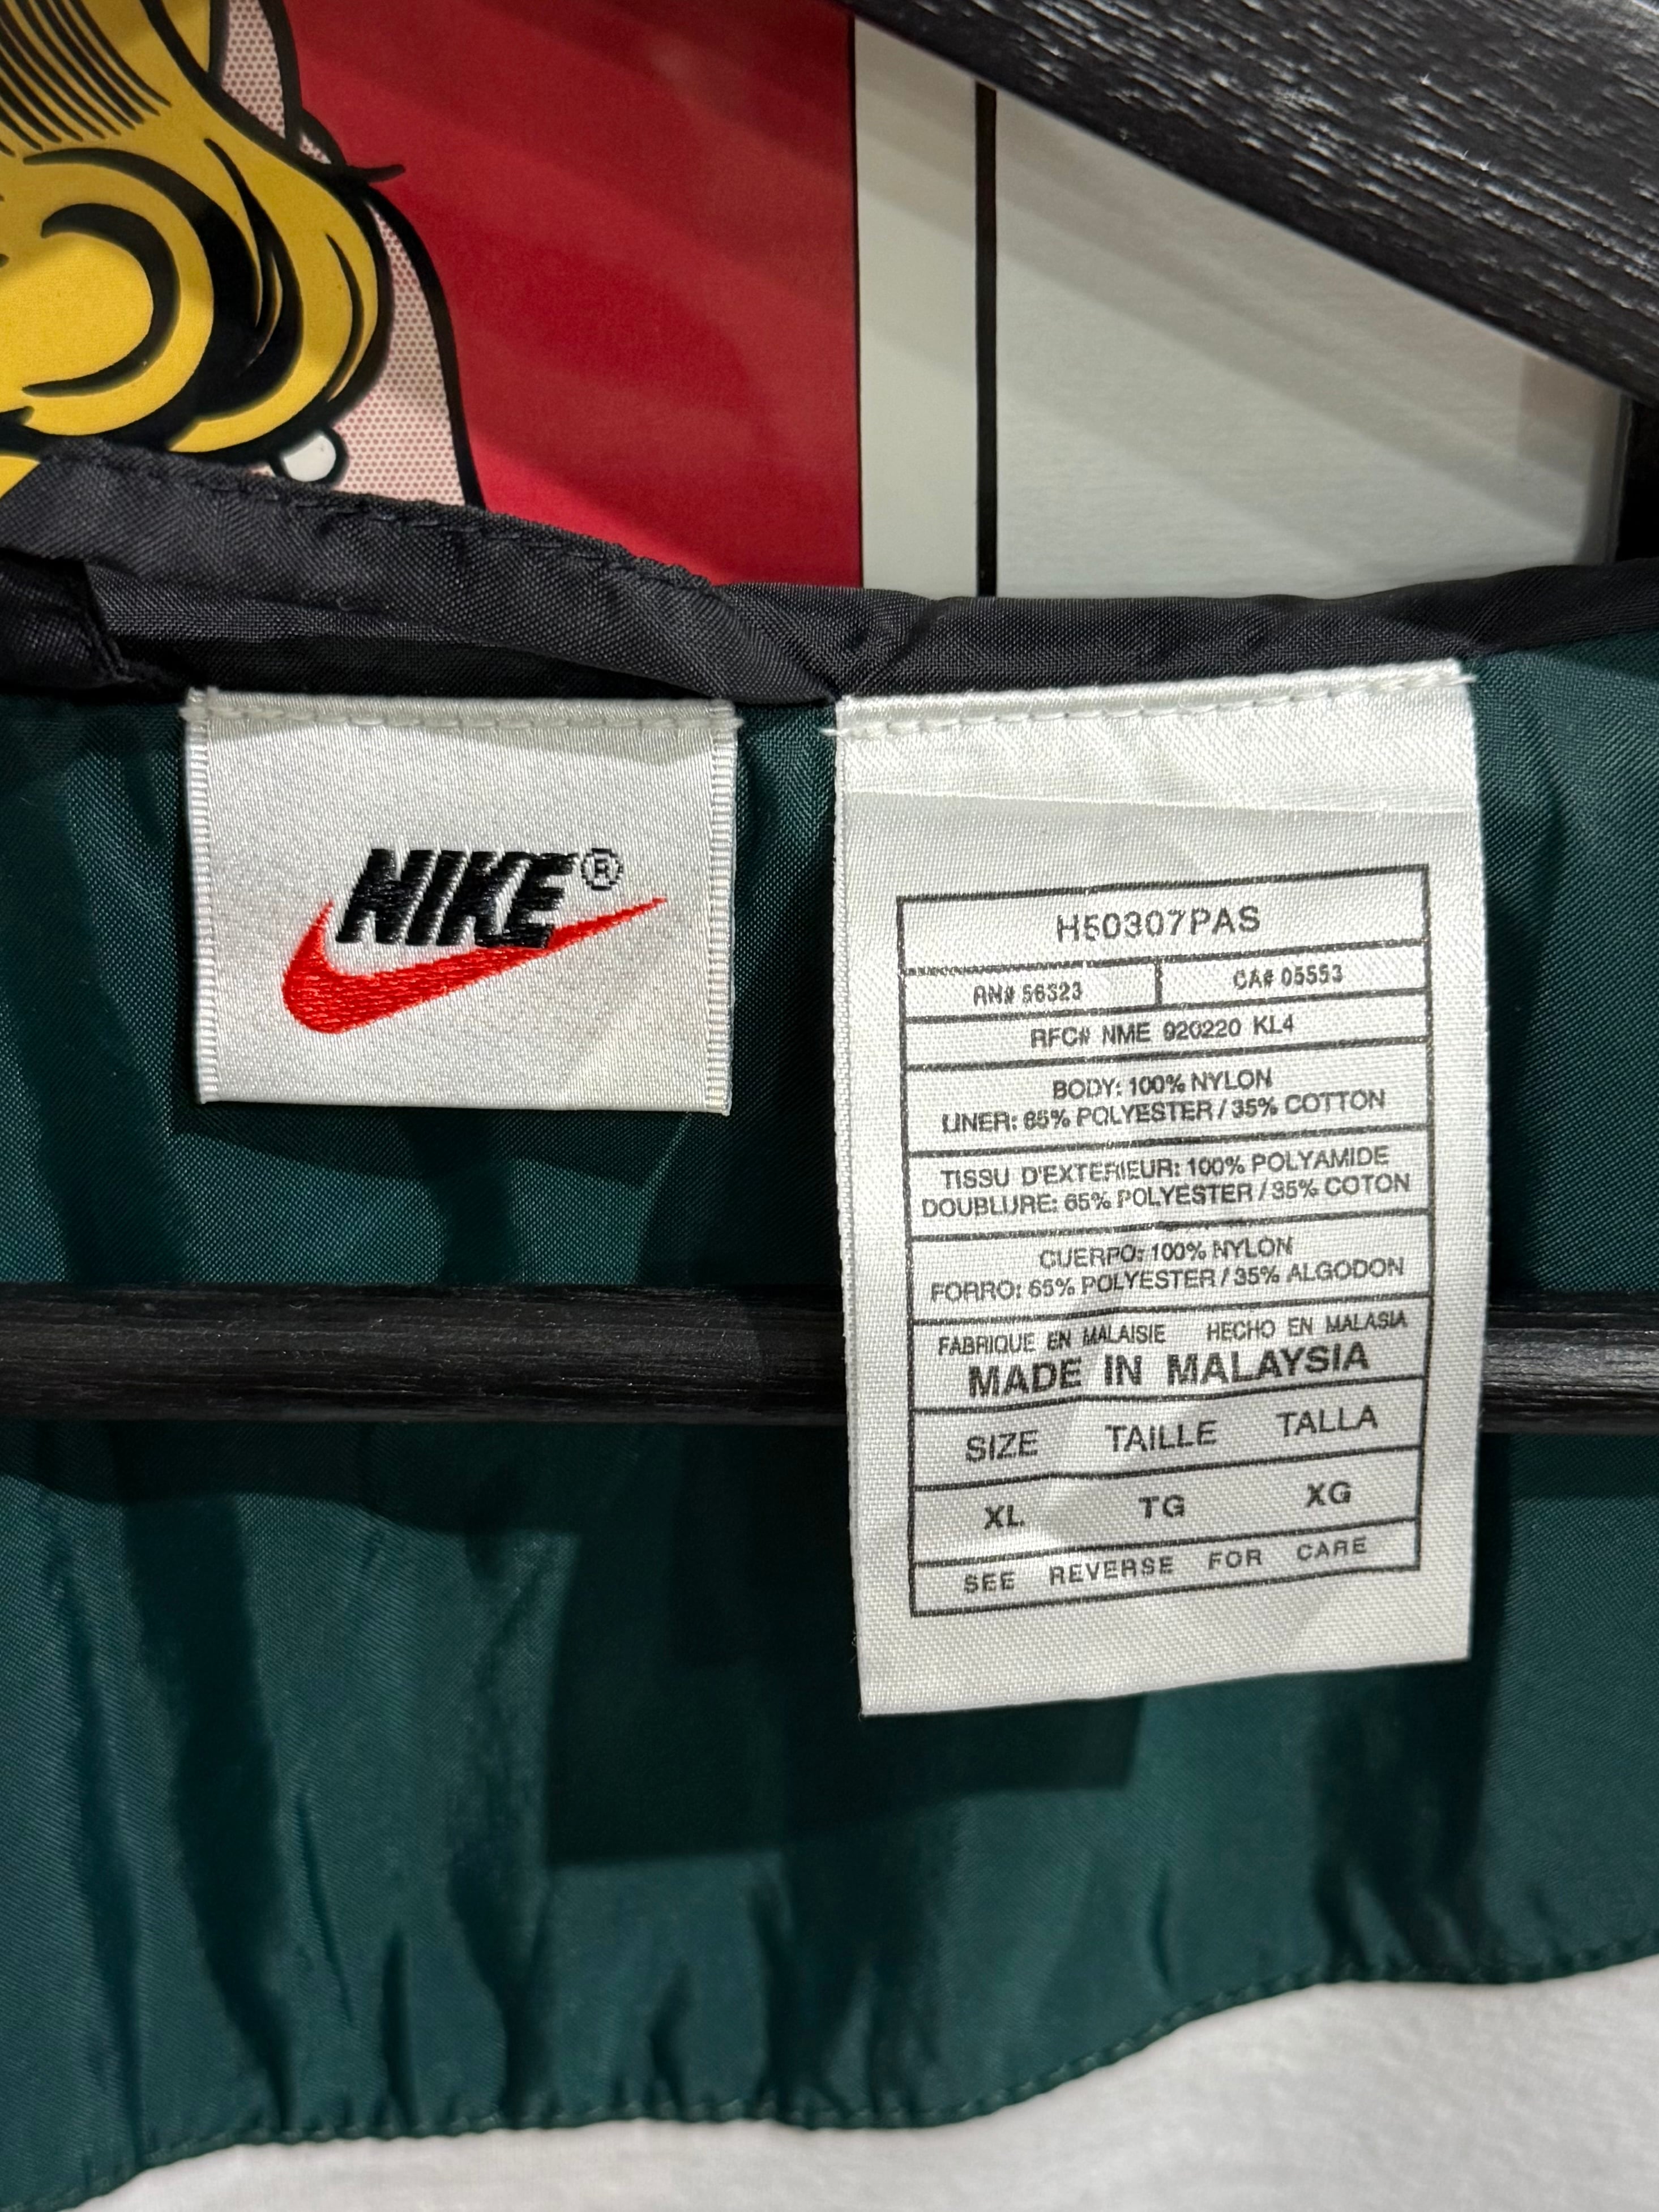 NIKE®
H50307PAS
RN# 56323 CA# 05553
RFC# NME 920220 KL4
BODY: 100% NYLON
LINER: 65% POLYESTER / 35% COTTON
TISSU D'EXTERIEUR: 100% POLYAMIDE
DOUBLURE: 65% POLYESTER / 35% COTON
CUERPO: 100% NYLON
FORRO: 65% POLYESTER / 35% ALGODON
FABRIQUE EN MALAISIE HECHO EN MALASIA
MADE IN MALAYSIA
SIZE TAILLE TALLA
XL TG XG
SEE REVERSE FOR CARE